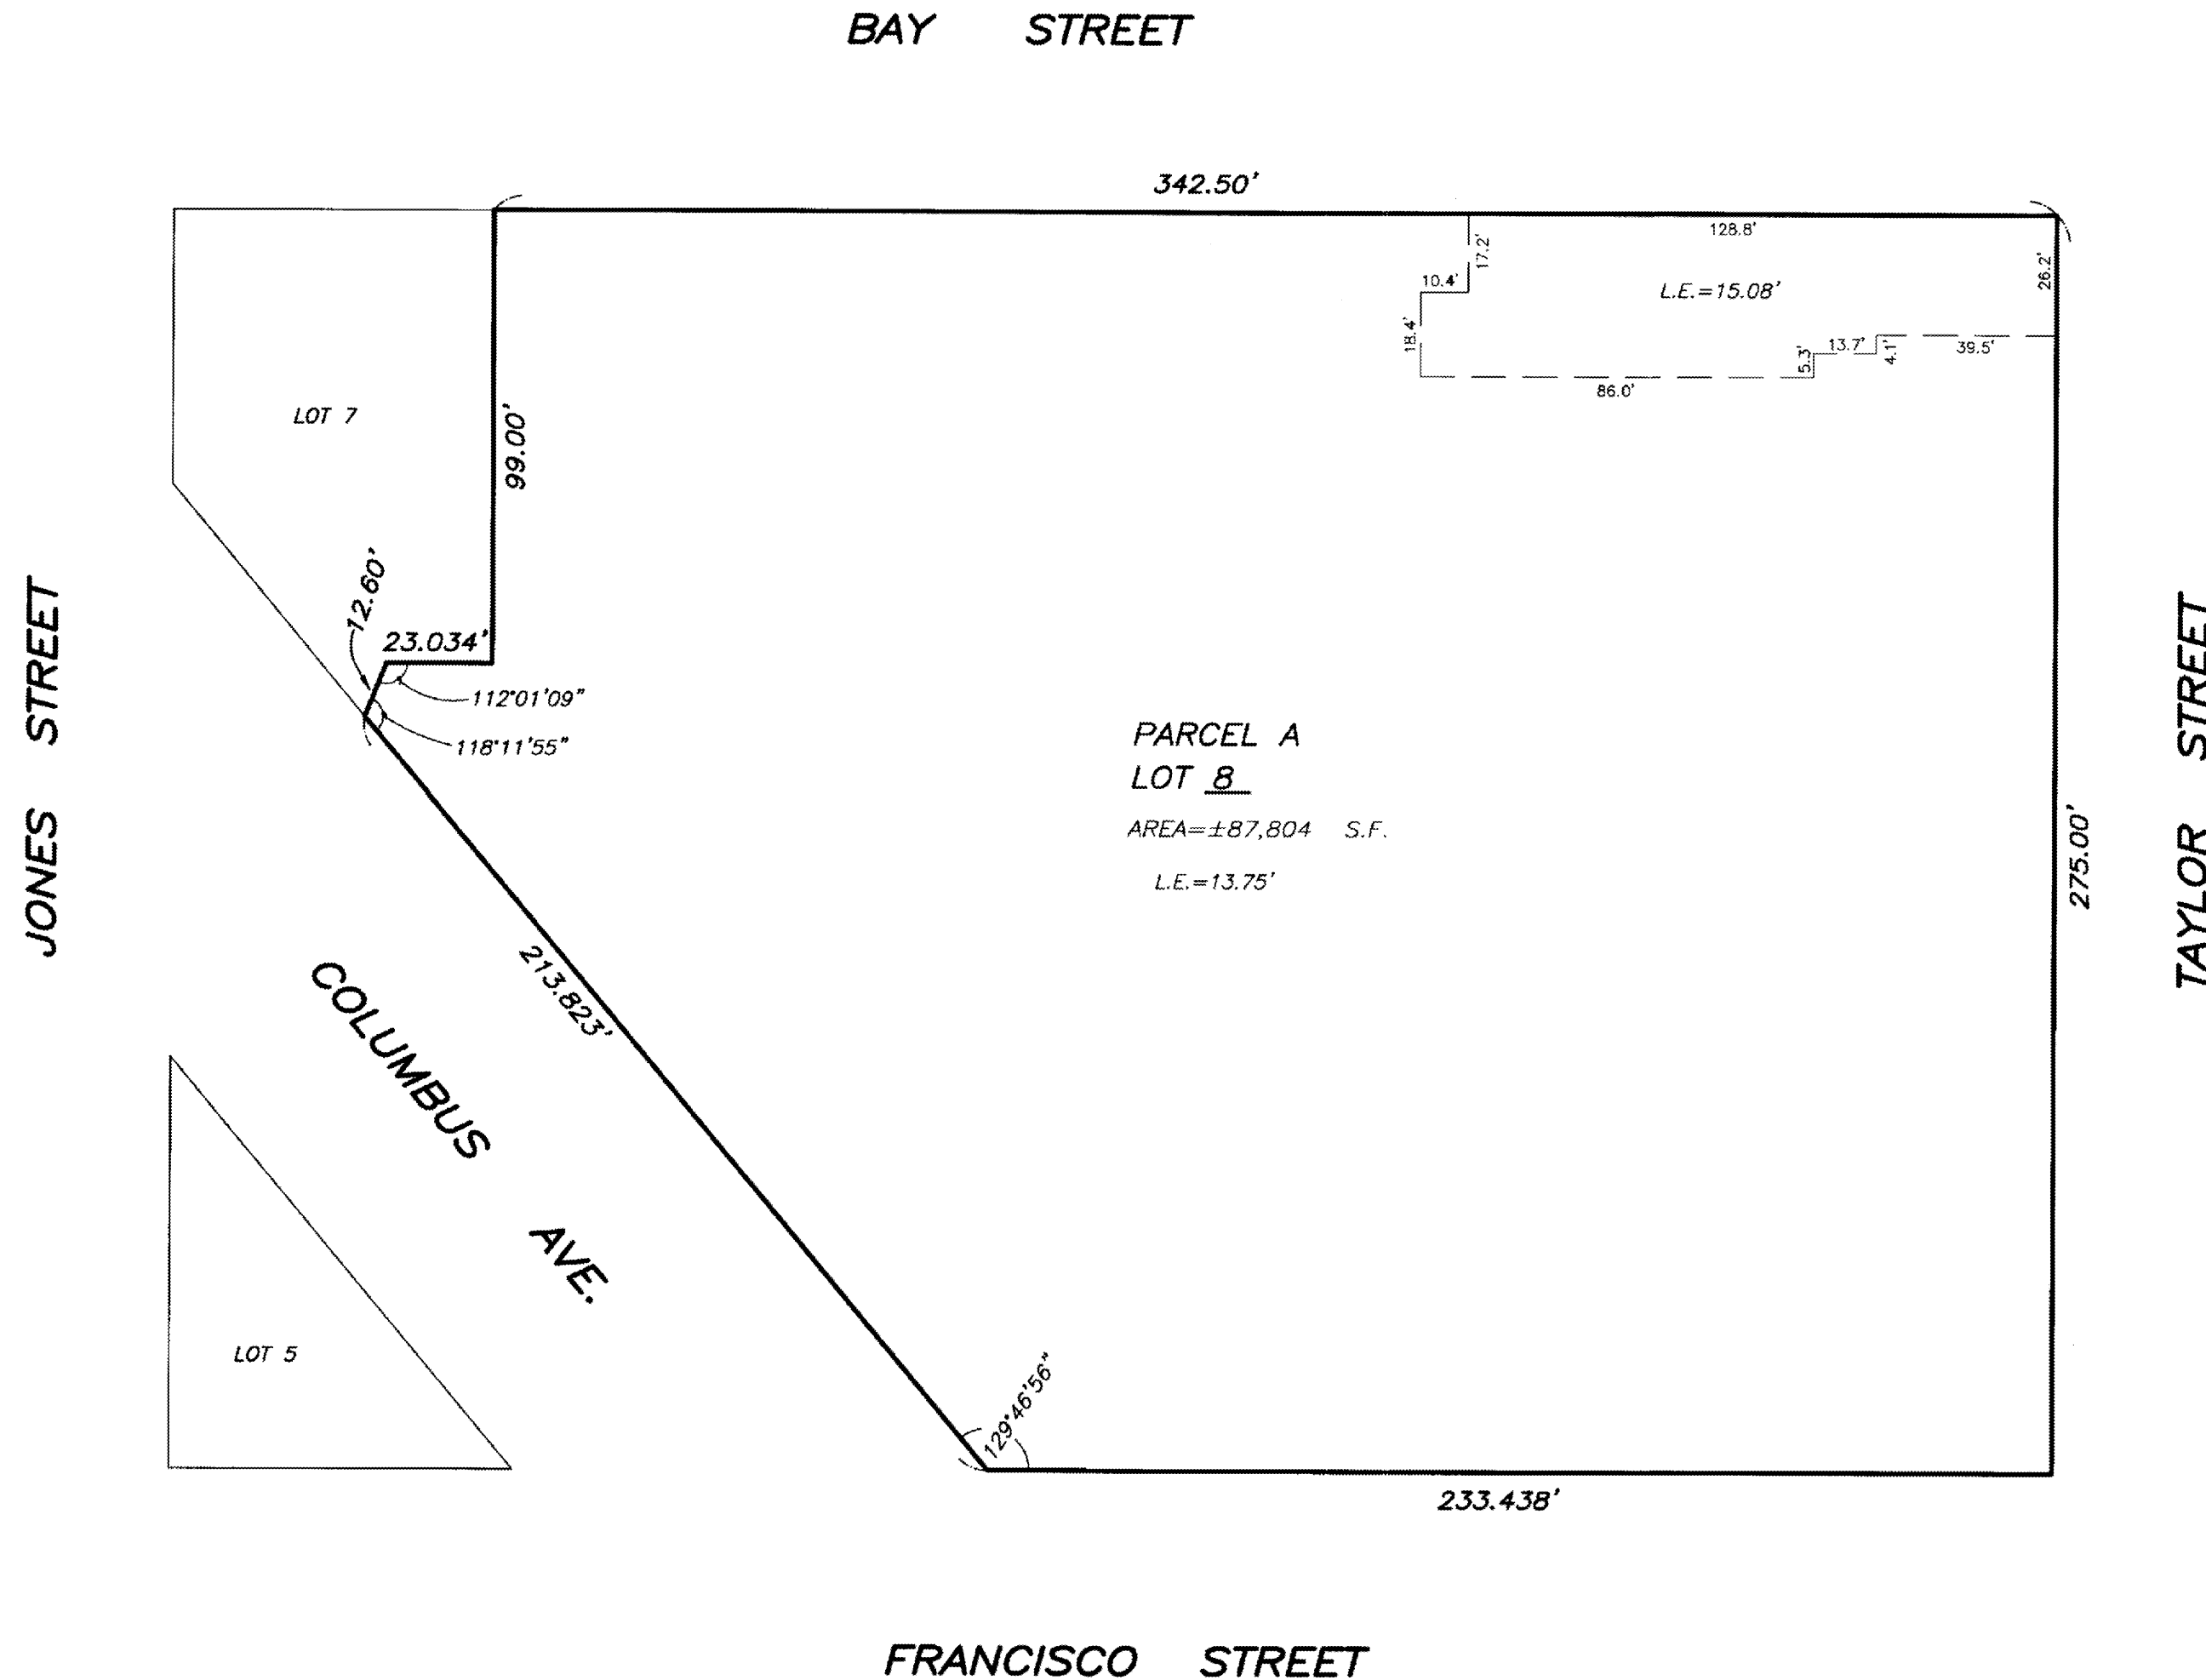 BAY STREET
342.50'
128.8'
17.2'
26.2'
10.4'
L.E.=15.08'
18.4'
13.7'
5.3'
4.1'
39.5'
86.0'
LOT 7
99.00'
12.60'
23.034'
112°01'09"
118°11'55"
JONES STREET
TAYLOR STREET
PARCEL A
LOT 8
AREA=±87,804 S.F.
L.E.=13.75'
275.00'
213.823'
COLUMBUS AVE.
LOT 5
129°46'56"
233.438'
FRANCISCO STREET